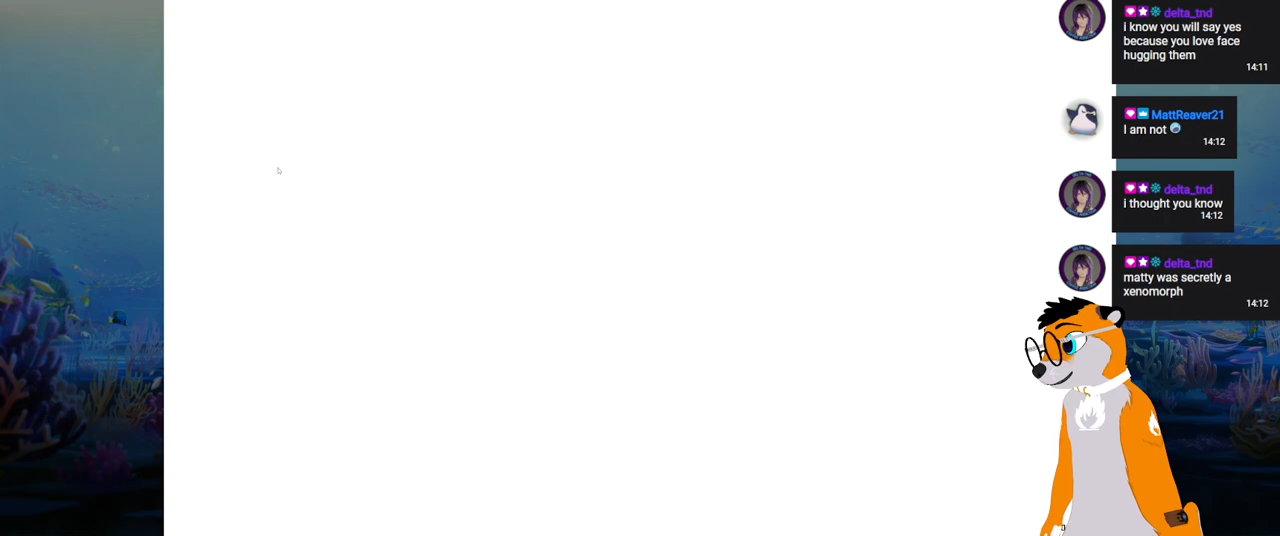 delta_tnd
i know you will say yes
because you love face
hugging them
14:11
MattReaver21
I am not
14:12
delta_tnd
i thought you know
14:12
delta_tnd
matty was secretly a
xenomorph
14:12